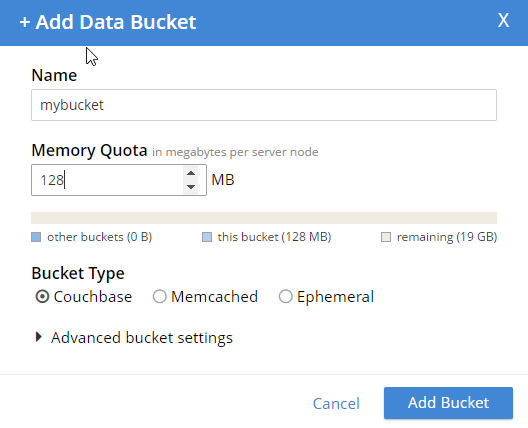 + Add Data Bucket X
Name
mybucket
Memory Quota in megabytes per server node
128 MB
other buckets (0 B) this bucket (128 MB) remaining (19 GB)
Bucket Type
Couchbase Memcached Ephemeral
Advanced bucket settings
Cancel Add Bucket